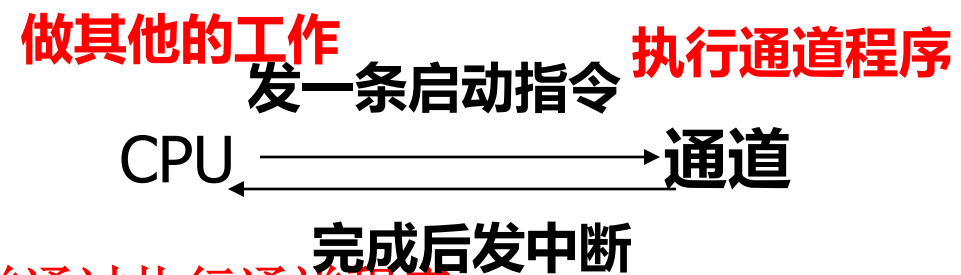 做其他的工作
执行通道程序
发一条启动指令
CPU
通道
完成后发中断